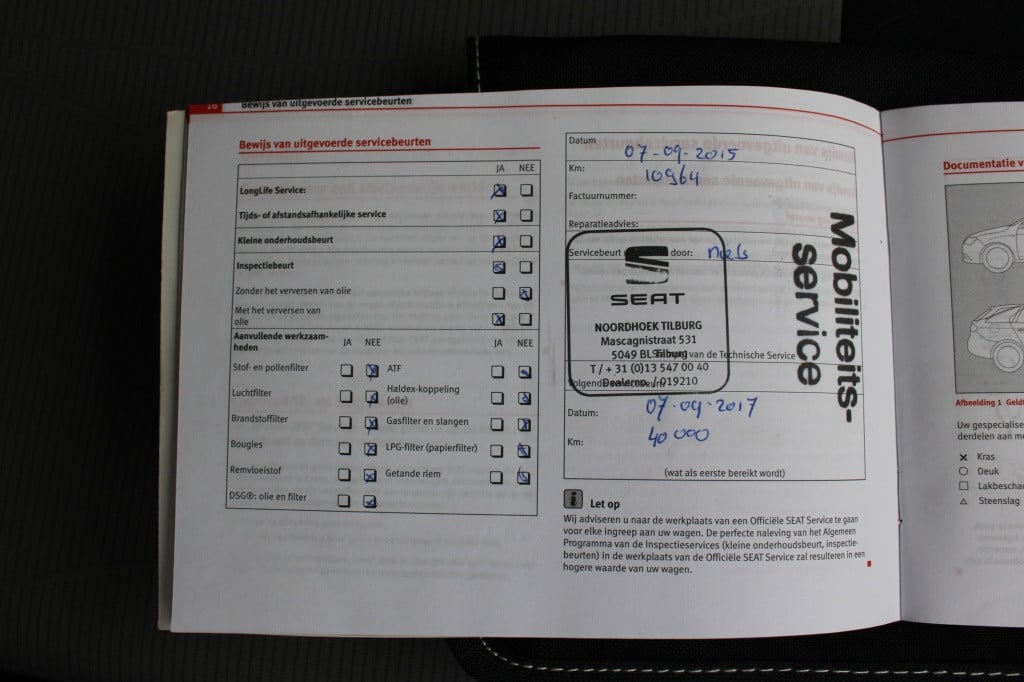 16 Bewijs van uitgevoerde servicebeurten
Bewijs van uitgevoerde servicebeurten
JA NEE
LongLife Service:
Tijds- of afstandsafhankelijke service
Kleine onderhoudsbeurt
Inspectiebeurt
Zonder het verversen van olie
Met het verversen van
olie
Aanvullende werkzaam-
heden
JA NEE
JA NEE
Stof- en pollenfilter
Luchtfilter
Brandstoffilter
Bougies
Remvloeistof
DSG®: olie en filter
ATF
Haldex-koppeling
(olie)
Gasfilter en slangen
LPG-filter (papierfilter)
Getande riem
Datum
07-09-2015
Km:
10964
Factuurnummer:
Reparatieadvies:
Servicebeurt door: niels
SEAT
NOORDHOEK TILBURG
Mascagnistraat 531
5049 BL Tilburg
T / + 31 (0)13 547 00 40
Dealerno. / 019210
van de Technische Service
Volgende servicebeurt:
Datum: 07-09-2017
Km: 40 000
(wat als eerste bereikt wordt)
Mobiliteits-
service
i Let op
Wij adviseren u naar de werkplaats van een Officiële SEAT Service te gaan
voor elke ingreep aan uw wagen. De perfecte naleving van het Algemeen
Programma van de Inspectieservices (kleine onderhoudsbeurt, inspectie-
beurten) in de werkplaats van de Officiële SEAT Service zal resulteren in een
hogere waarde van uw wagen.
Documentatie v
Afbeelding 1 Geldt
Uw gespecialise
derdelen aan me
Kras
Deuk
Lakbescha
Steenslag